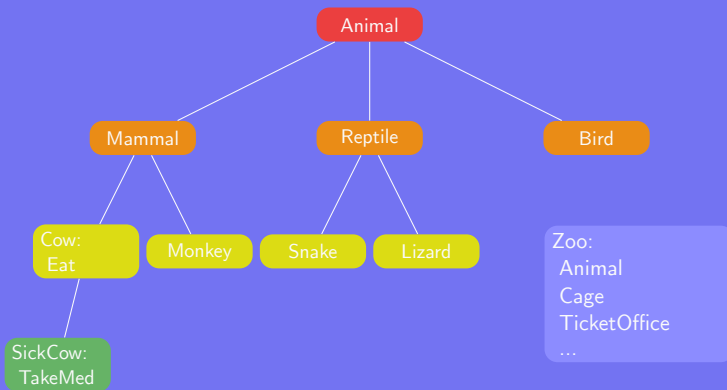 Animal
Mammal
Reptile
Bird
Cow:
Eat
Monkey
Snake
Lizard
Zoo:
Animal
Cage
TicketOffice
...
SickCow:
TakeMed